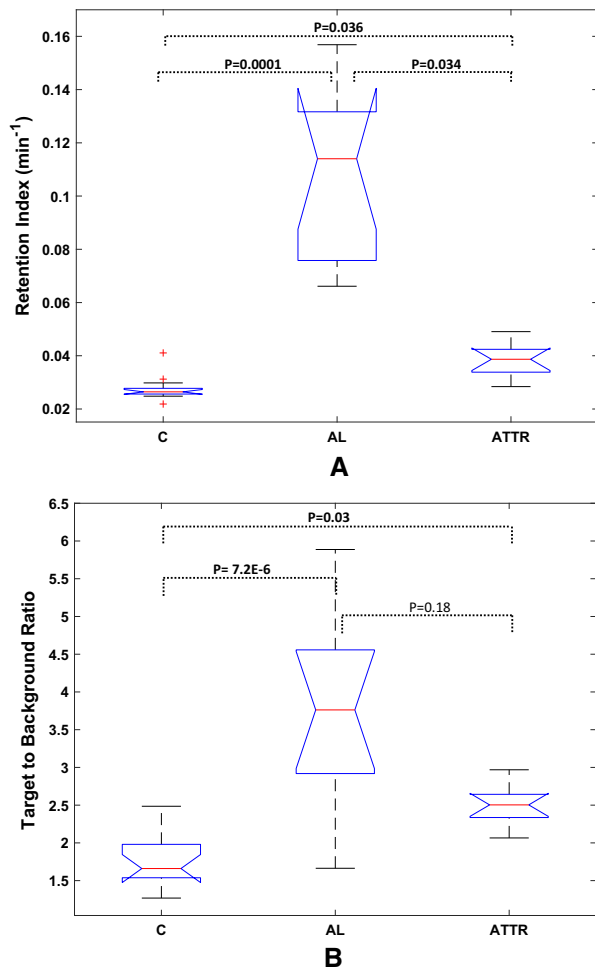 P=0.036
0.16
P=0.0001 P=0.034
0.14
0.12
0.1
0.08
0.06
0.04
0.02
Retention Index (min⁻¹)
C AL ATTR
A
6.5
P=0.03
6
P= 7.2E-6
5.5
P=0.18
5
4.5
4
3.5
3
2.5
2
1.5
Target to Background Ratio
C AL ATTR
B